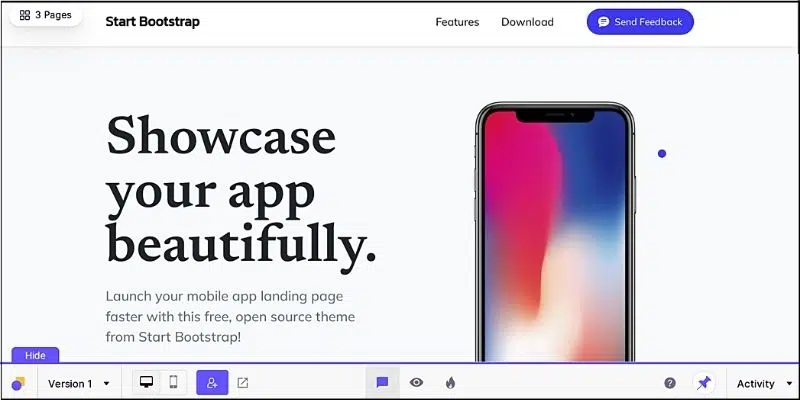 3 Pages
Start Bootstrap
Features
Download
Send Feedback
Showcase
your app
beautifully.
Launch your mobile app landing page
faster with this free, open source theme
from Start Bootstrap!
Hide
Version 1
?
Activity